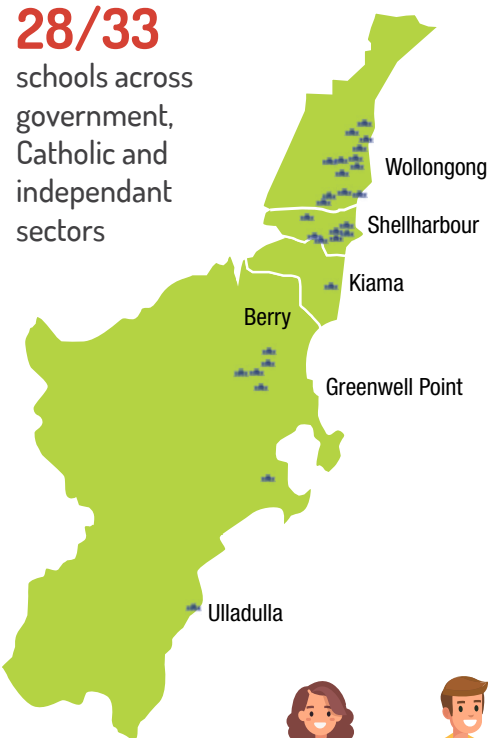 28/33
schools across
government,
Catholic and
independant
sectors
Wollongong
Shellharbour
Kiama
Berry
Greenwell Point
Ulladulla